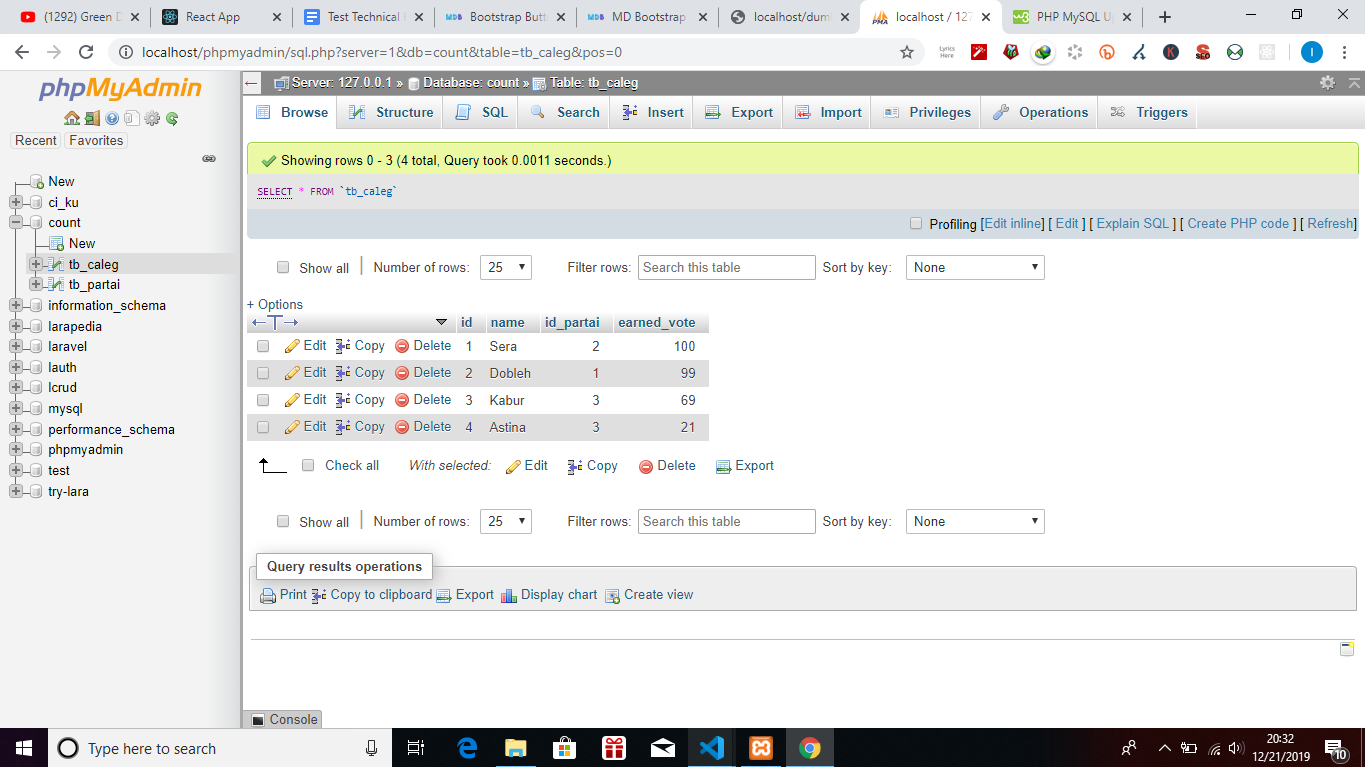 (1292) Green D
React App
Test Technical
Bootstrap Butt
MD Bootstrap
localhost/dum
localhost / 127
PHP MySQL Up
localhost/phpmyadmin/sql.php?server=1&db=count&table=tb_caleg&pos=0
Lyrics Here
SEO
I
phpMyAdmin
Recent Favorites
New
ci_ku
count
New
tb_caleg
tb_partai
information_schema
larapedia
laravel
lauth
lcrud
mysql
performance_schema
phpmyadmin
test
try-lara
Server: 127.0.0.1 » Database: count » Table: tb_caleg
Browse Structure SQL Search Insert Export Import Privileges Operations Triggers
Showing rows 0 - 3 (4 total, Query took 0.0011 seconds.)
SELECT * FROM `tb_caleg`
Profiling [Edit inline] [ Edit ] [ Explain SQL ] [ Create PHP code ] [ Refresh]
Show all | Number of rows: 25 Filter rows: Search this table Sort by key: None
+ Options
←T→ id name id_partai earned_vote
Edit Copy Delete 1 Sera 2 100
Edit Copy Delete 2 Dobleh 1 99
Edit Copy Delete 3 Kabur 3 69
Edit Copy Delete 4 Astina 3 21
Check all With selected: Edit Copy Delete Export
Show all | Number of rows: 25 Filter rows: Search this table Sort by key: None
Query results operations
Print Copy to clipboard Export Display chart Create view
Console
Type here to search
20:32
12/21/2019
10